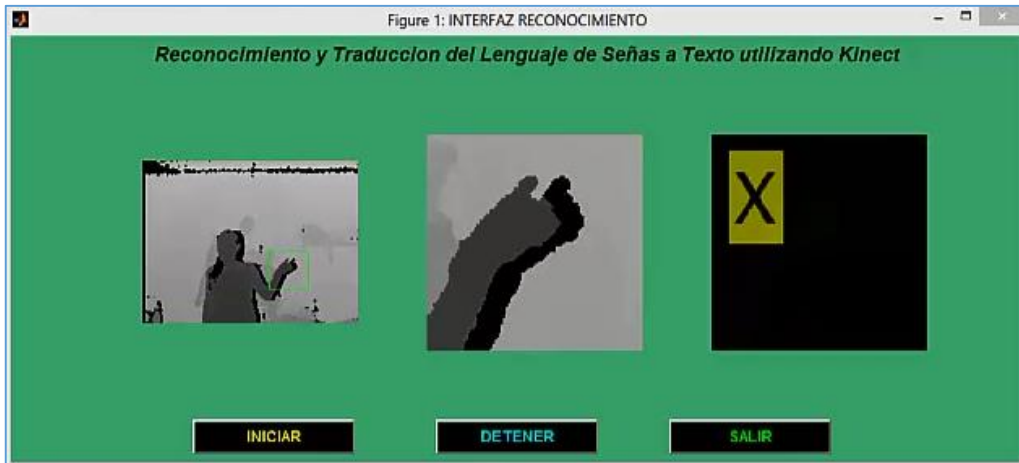 Figure 1: INTERFAZ RECONOCIMIENTO
Reconocimiento y Traduccion del Lenguaje de Señas a Texto utilizando Kinect
X
INICIAR
DETENER
SALIR